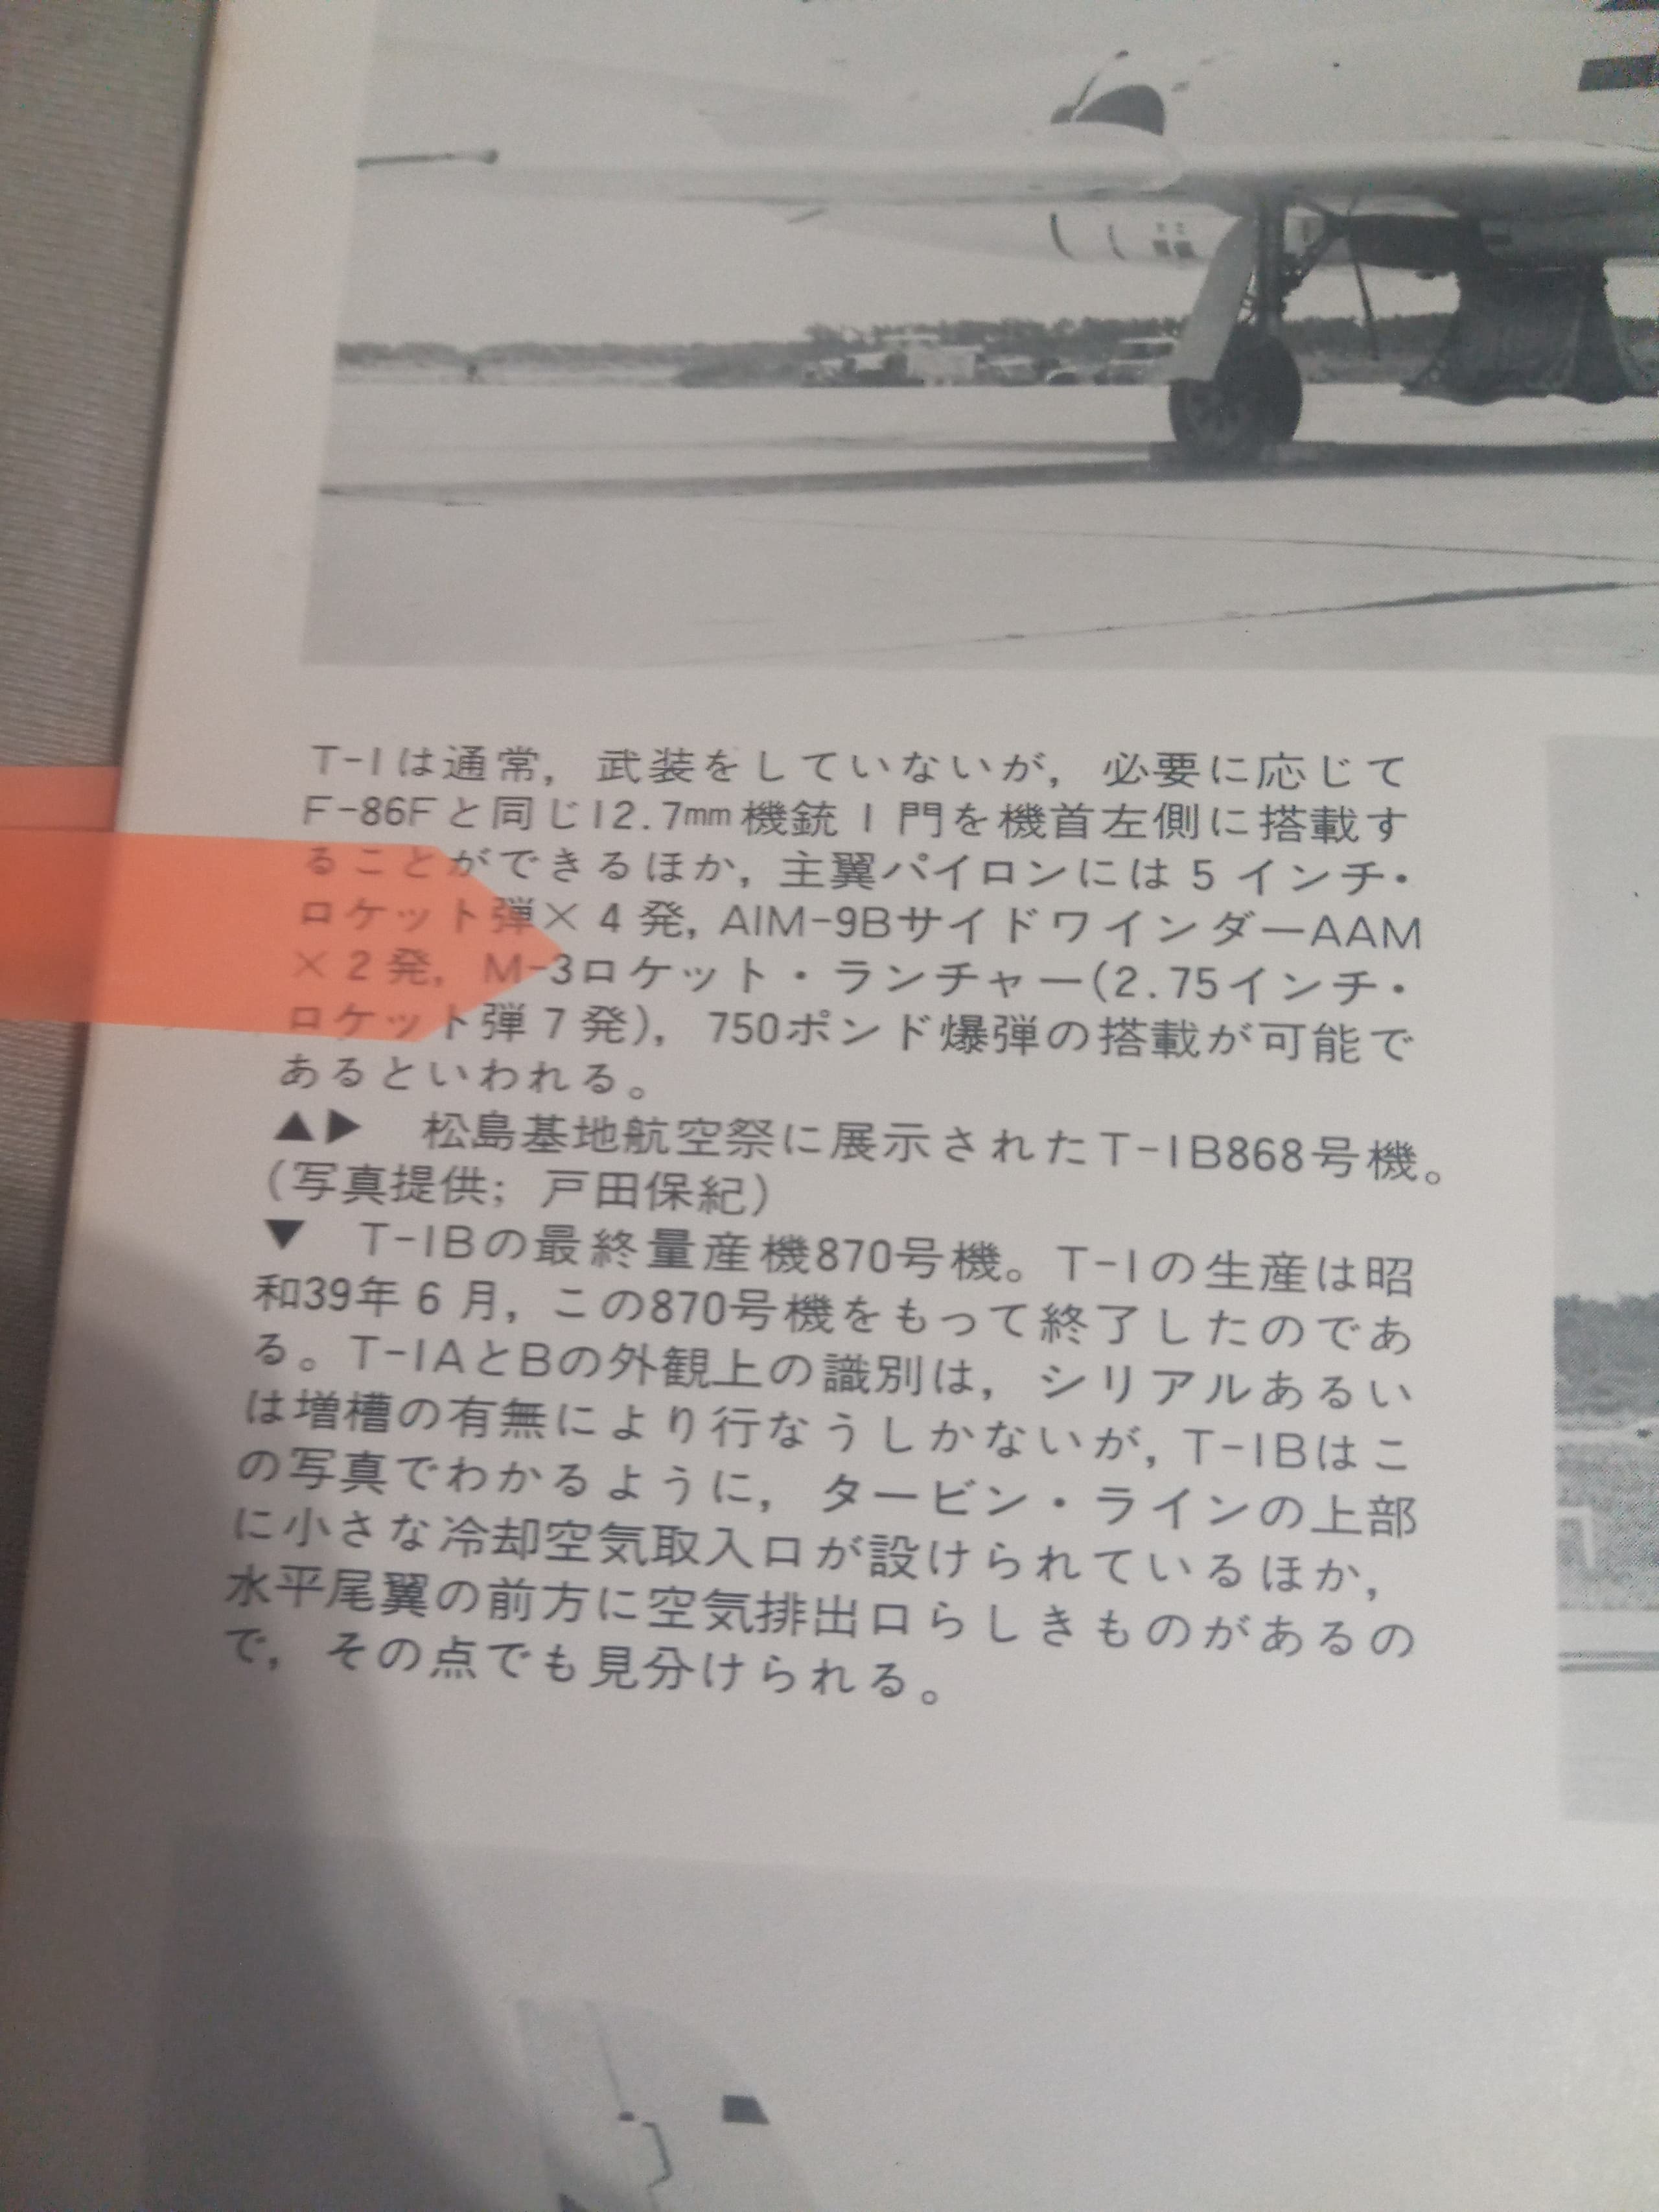 T-1は通常，武装をしていないが，必要に応じて
F-86Fと同じ12.7mm機銃1門を機首左側に搭載す
ることができるほか，主翼パイロンには5インチ・
ロケット弾×4発，AIM-9BサイドワインダーAAM
×2発，M-3ロケット・ランチャー(2.75インチ・
ロケット弾7発)，750ポンド爆弾の搭載が可能で
あるといわれる。
▲▶　松島基地航空祭に展示されたT-1B868号機。
(写真提供；戸田保紀)
▼　T-1Bの最終量産機870号機。T-1の生産は昭
和39年6月，この870号機をもって終了したのであ
る。T-1AとBの外観上の識別は，シリアルあるい
は増槽の有無により行なうしかないが，T-1Bはこ
の写真でわかるように，タービン・ラインの上部
に小さな冷却空気取入口が設けられているほか，
水平尾翼の前方に空気排出口らしきものがあるの
で，その点でも見分けられる。